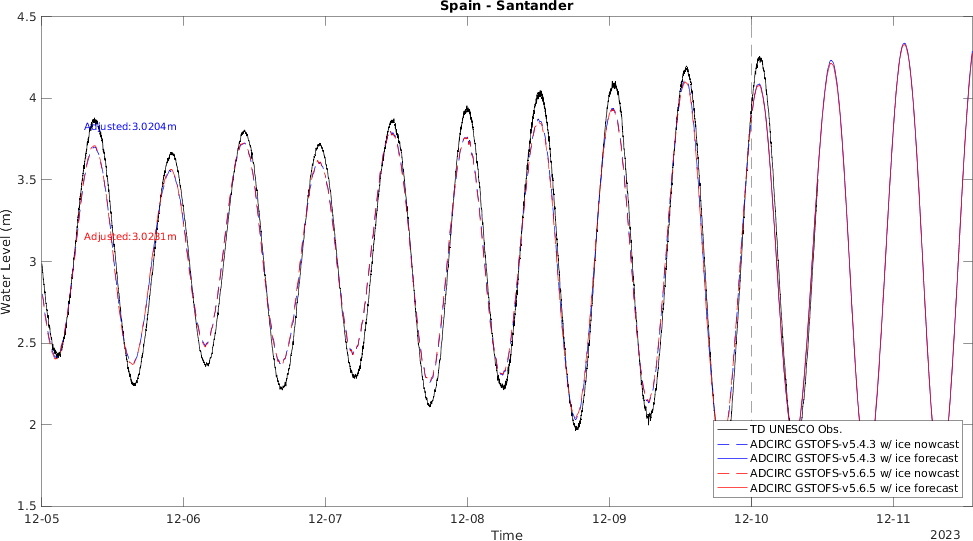 Spain - Santander
4.5
4
3.5
3
2.5
2
1.5
Water Level (m)
Adjusted:3.0204m
Adjusted:3.0281m
TD UNESCO Obs.
ADCIRC GSTOFS-v5.4.3 w/ ice nowcast
ADCIRC GSTOFS-v5.4.3 w/ ice forecast
ADCIRC GSTOFS-v5.6.5 w/ ice nowcast
ADCIRC GSTOFS-v5.6.5 w/ ice forecast
12-05 12-06 12-07 12-08 12-09 12-10 12-11
Time
2023